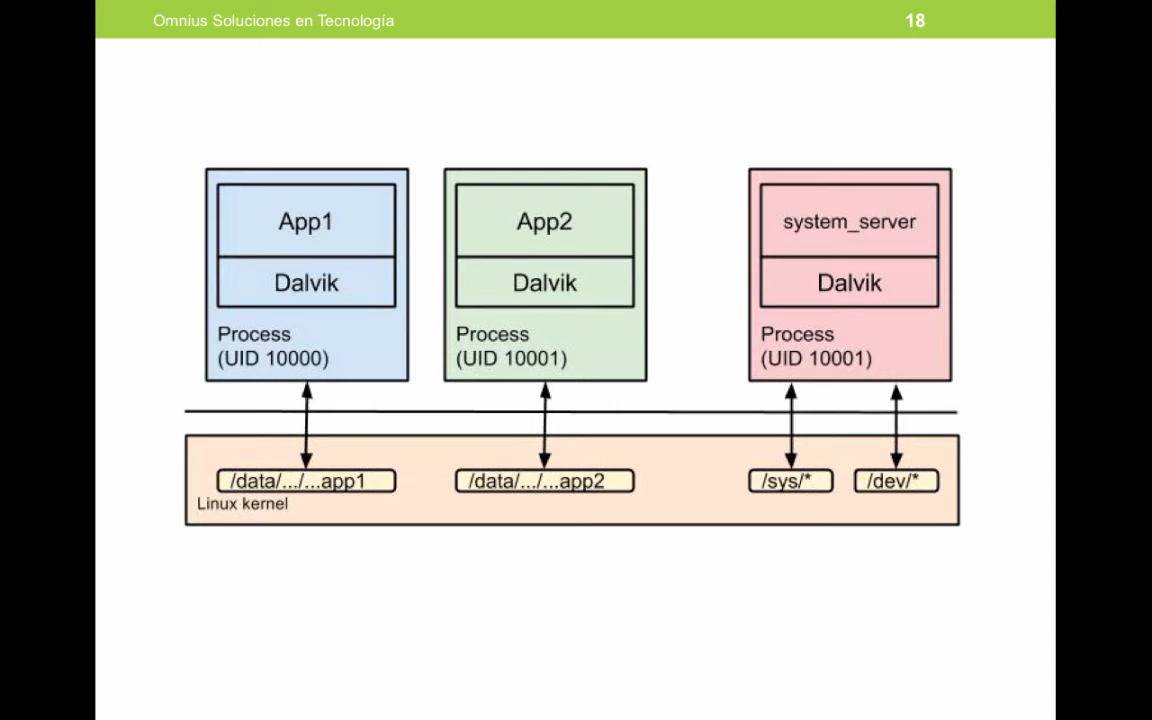 Omnius Soluciones en Tecnología
18
App1
Dalvik
Process
(UID 10000)
App2
Dalvik
Process
(UID 10001)
system_server
Dalvik
Process
(UID 10001)
/data/.../...app1
/data/.../...app2
/sys/*
/dev/*
Linux kernel